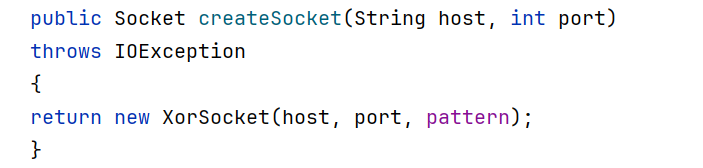 public Socket createSocket(String host, int port)
throws IOException
{
return new XorSocket(host, port, pattern);
}